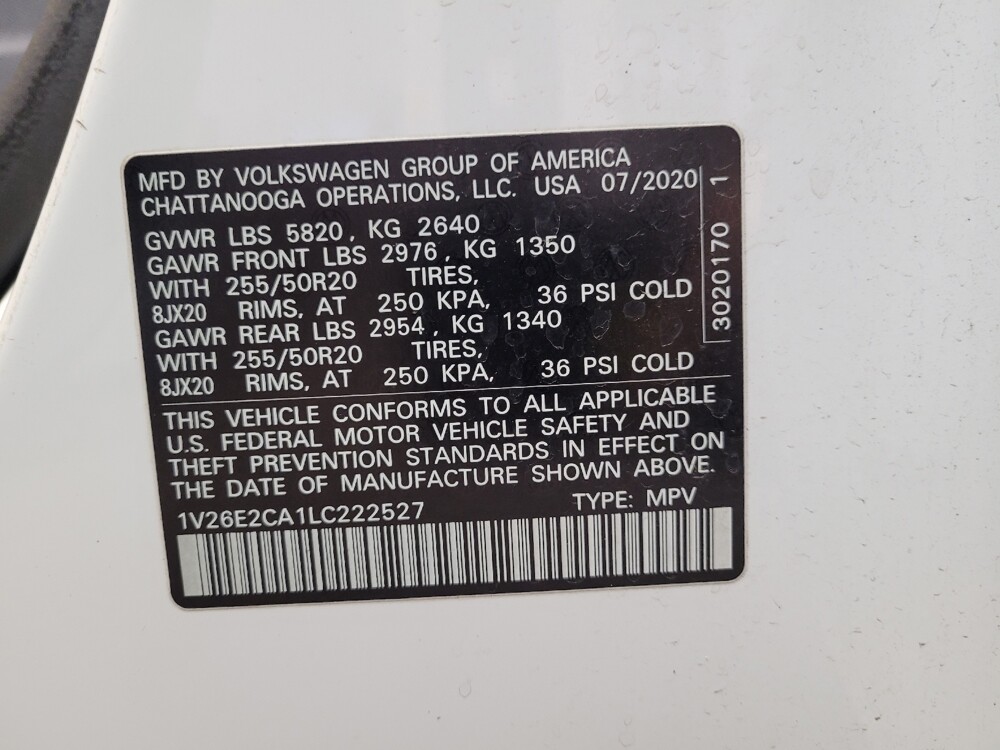 MFD BY VOLKSWAGEN GROUP OF AMERICA
CHATTANOOGA OPERATIONS, LLC. USA 07/2020
GVWR LBS 5820, KG 2640
GAWR FRONT LBS 2976, KG 1350
WITH 255/50R20 TIRES,
8JX20 RIMS, AT 250 KPA, 36 PSI COLD
GAWR REAR LBS 2954, KG 1340
WITH 255/50R20 TIRES,
8JX20 RIMS, AT 250 KPA, 36 PSI COLD
THIS VEHICLE CONFORMS TO ALL APPLICABLE
U.S. FEDERAL MOTOR VEHICLE SAFETY AND
THEFT PREVENTION STANDARDS IN EFFECT ON
THE DATE OF MANUFACTURE SHOWN ABOVE.
1V26E2CA1LC222527 TYPE: MPV
3020170 1